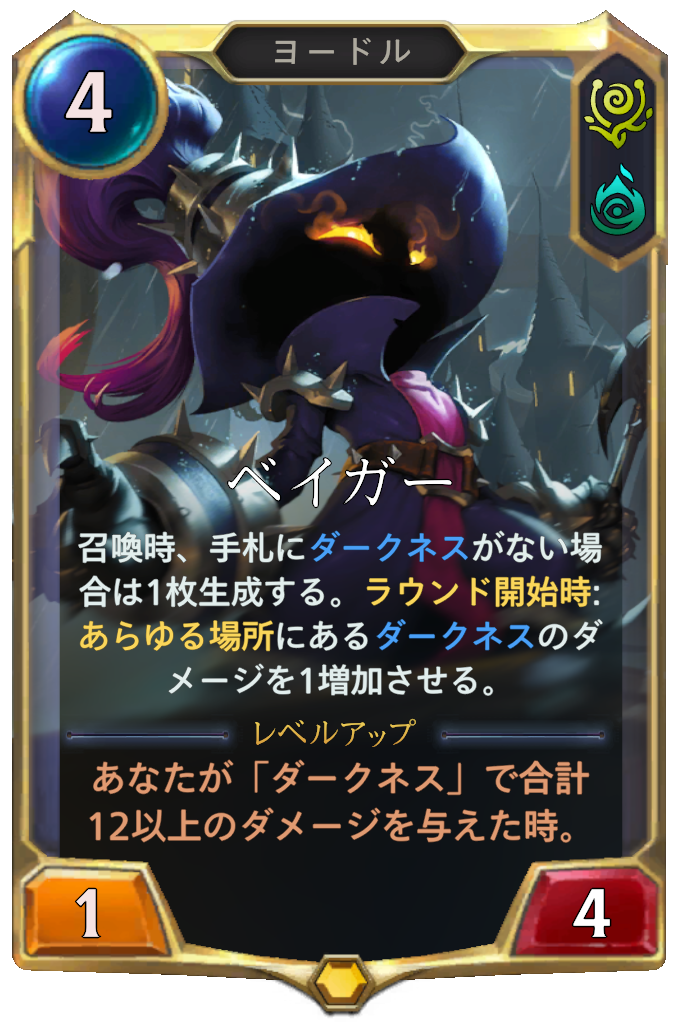 ヨードル
4
ベイガー
召喚時、手札にダークネスがない場
合は1枚生成する。ラウンド開始時:
あらゆる場所にあるダークネスのダ
メージを1増加させる。
レベルアップ
あなたが「ダークネス」で合計
12以上のダメージを与えた時。
1
4